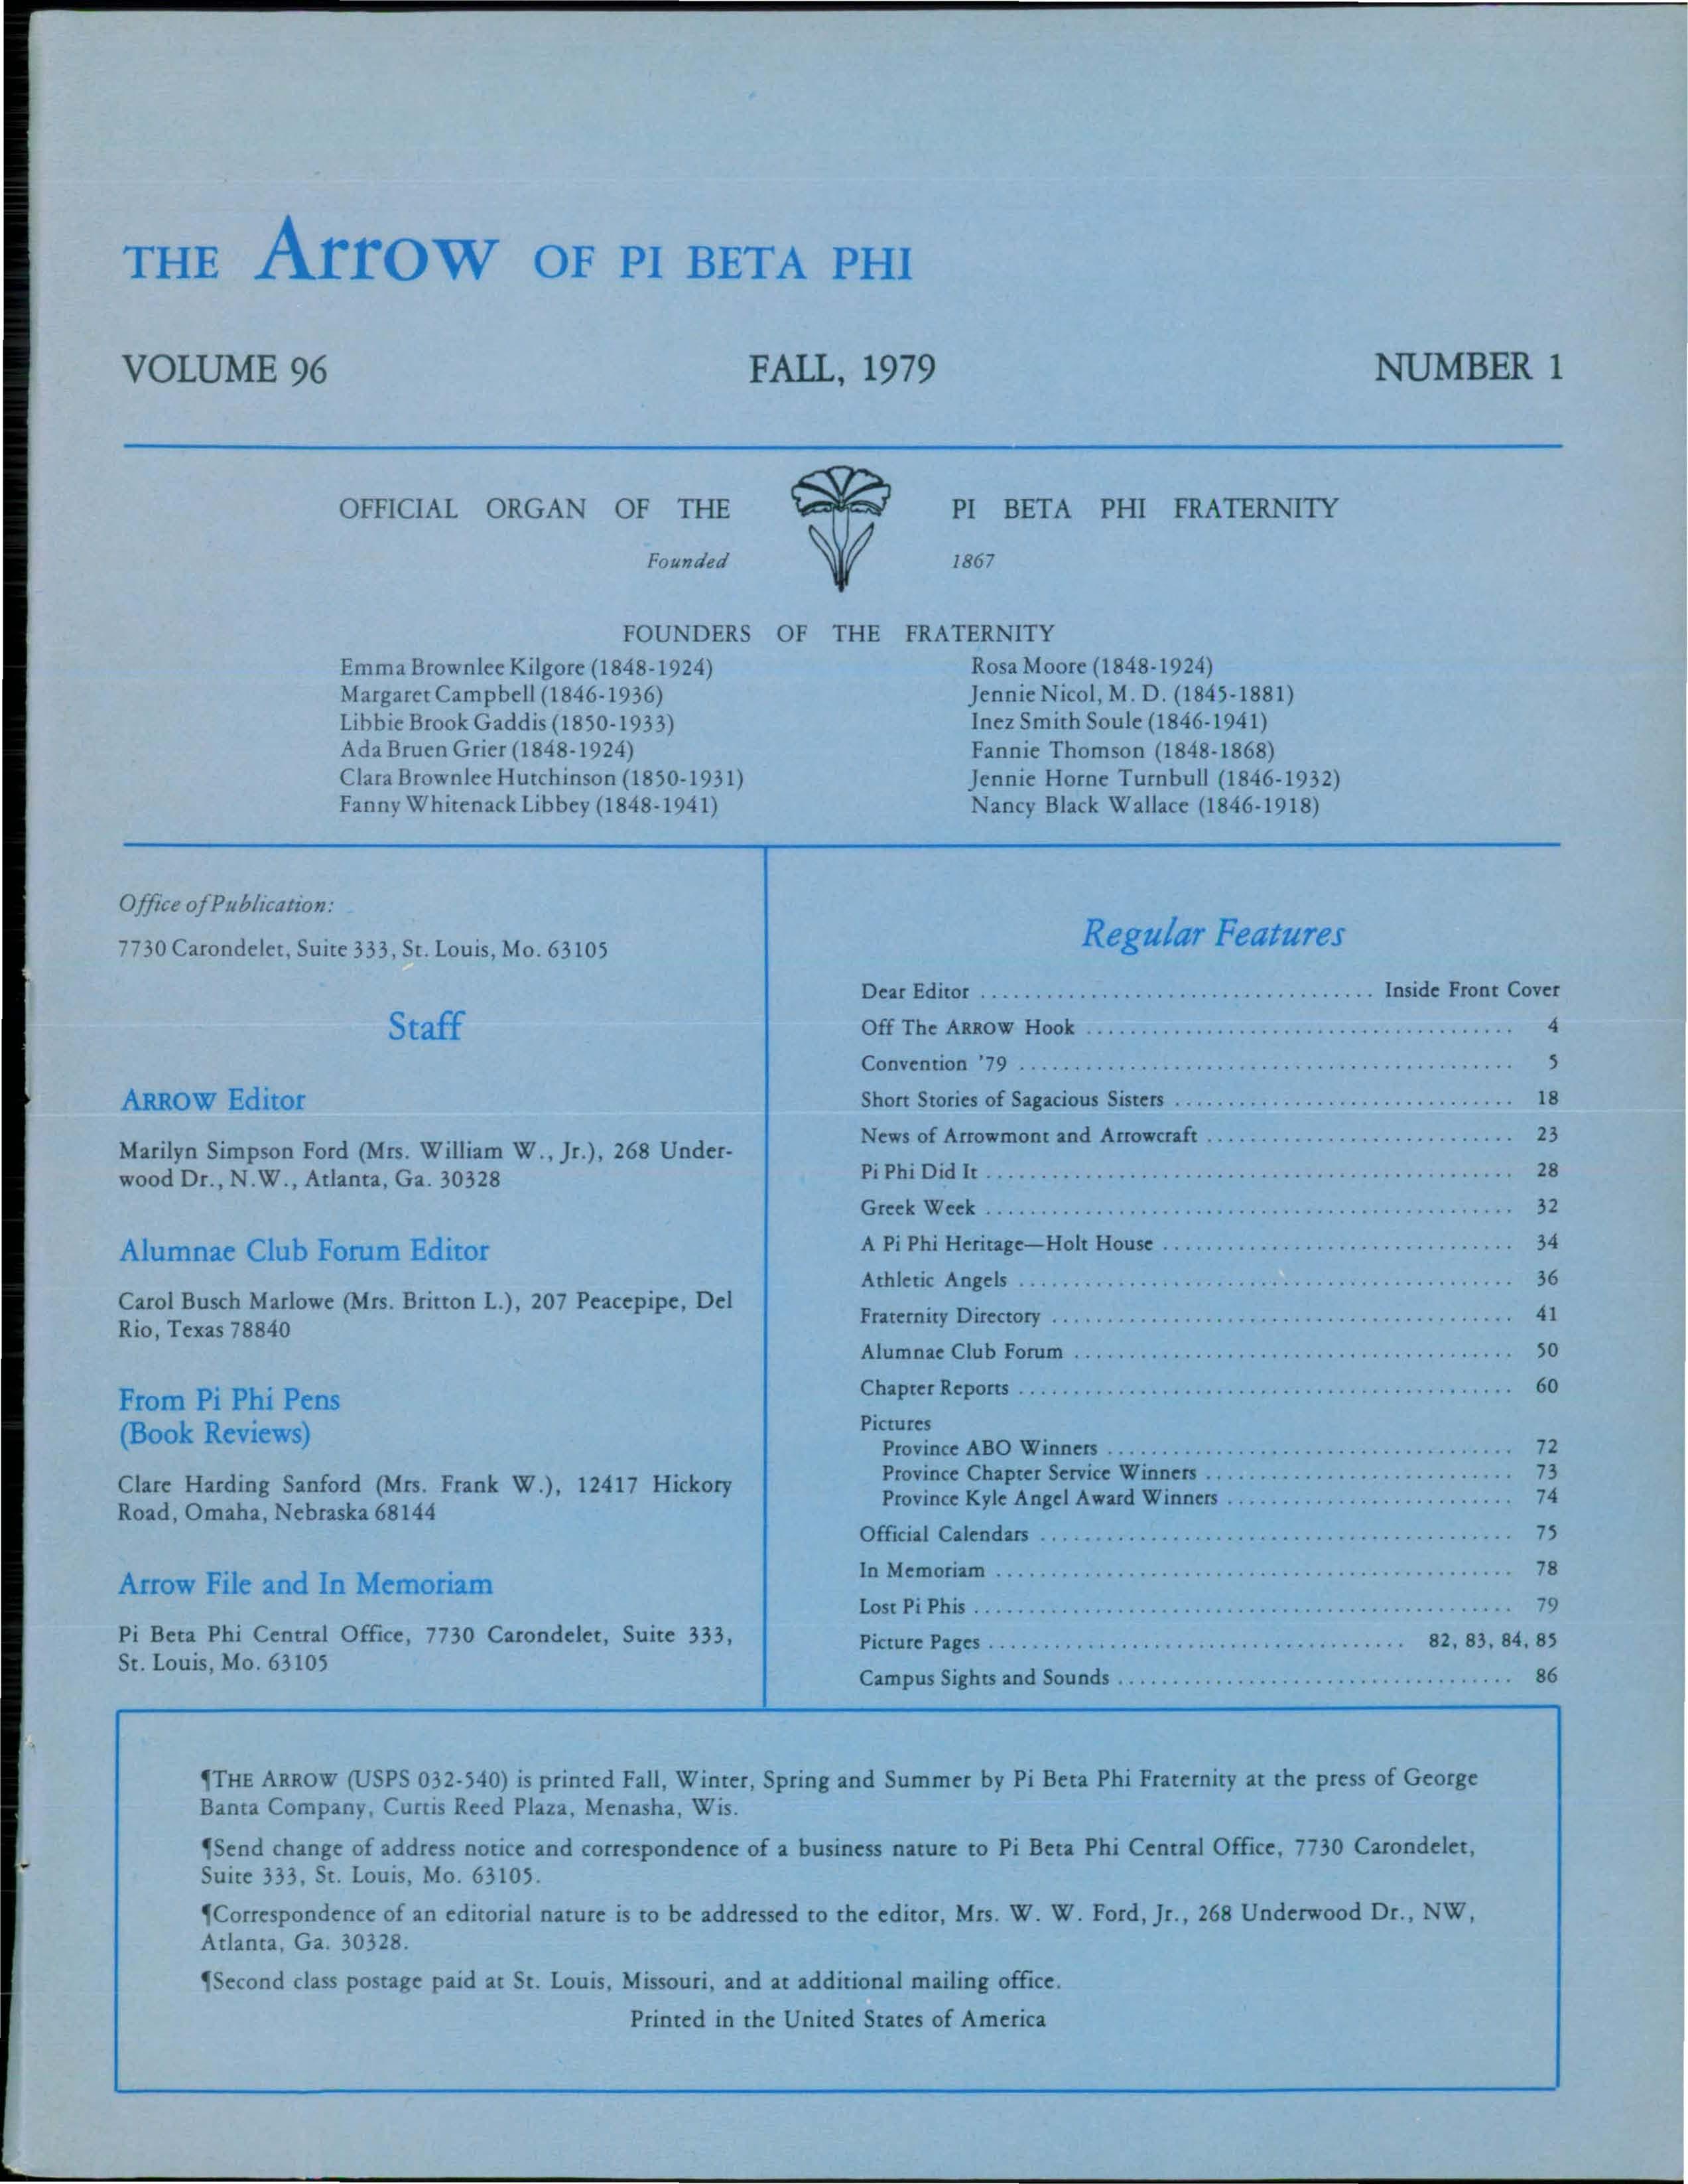 THE Arrow OF PI BETA PHI
VOLUME 96 FALL, 1979 NUMBER 1
OFFICIAL ORGAN OF THE PI BETA PHI FRATERNITY
Founded 1867
FOUNDERS OF THE FRATERNITY
Emma Brownlee Kilgore (1848-1924)
Margaret Campbell (1846-1936)
Libbie Brook Gaddis (1850-1933)
Ada Bruen Grier (1848-1924)
Clara Brownlee Hutchinson (1850-1931)
Fanny Whitenack Libbey (1848-1941)
Rosa Moore (1848-1924)
Jennie Nicol, M. D. (1845-1881)
Inez Smith Soule (1846-1941)
Fannie Thomson (1848-1868)
Jennie Horne Turnbull (1846-1932)
Nancy Black Wallace (1846-1918)
Office of Publication:
7730 Carondelet, Suite 333, St. Louis, Mo. 63105
Staff
ARROW Editor
Marilyn Simpson Ford (Mrs. William W., Jr.), 268 Under-
wood Dr., N.W., Atlanta, Ga. 30328
Alumnae Club Forum Editor
Carol Busch Marlowe (Mrs. Britton L.), 207 Peacepipe, Del
Rio, Texas 78840
From Pi Phi Pens
(Book Reviews)
Clare Harding Sanford (Mrs. Frank W.), 12417 Hickory
Road, Omaha, Nebraska 68144
Arrow File and In Memoriam
Pi Beta Phi Central Office, 7730 Carondelet, Suite 333,
St. Louis, Mo. 63105
Regular Features
Dear Editor .................................... Inside Front Cover
Off The ARROW Hook ....................................... 4
Convention '79 ............................................. 5
Short Stories of Sagacious Sisters ............................... 18
News of Arrowmont and Arrowcraft ............................ 23
Pi Phi Did It ................................................ 28
Greek Week ................................................ 32
A Pi Phi Heritage—Holt House ................................ 34
Athletic Angels ............................................. 36
Fraternity Directory .......................................... 41
Alumnae Club Forum ........................................ 50
Chapter Reports ............................................. 60
Pictures
Province ABO Winners ..................................... 72
Province Chapter Service Winners ............................ 73
Province Kyle Angel Award Winners .......................... 74
Official Calendars ........................................... 75
In Memoriam ............................................... 78
Lost Pi Phis ................................................. 79
Picture Pages ...................................... 82, 83, 84, 85
Campus Sights and Sounds .................................... 86
¶THE ARROW (USPS 032-540) is printed Fall, Winter, Spring and Summer by Pi Beta Phi Fraternity at the press of George
Banta Company, Curtis Reed Plaza, Menasha, Wis.
¶Send change of address notice and correspondence of a business nature to Pi Beta Phi Central Office, 7730 Carondelet,
Suite 333, St. Louis, Mo. 63105.
¶Correspondence of an editorial nature is to be addressed to the editor, Mrs. W. W. Ford, Jr., 268 Underwood Dr., NW,
Atlanta, Ga. 30328.
¶Second class postage paid at St. Louis, Missouri, and at additional mailing office.
Printed in the United States of America